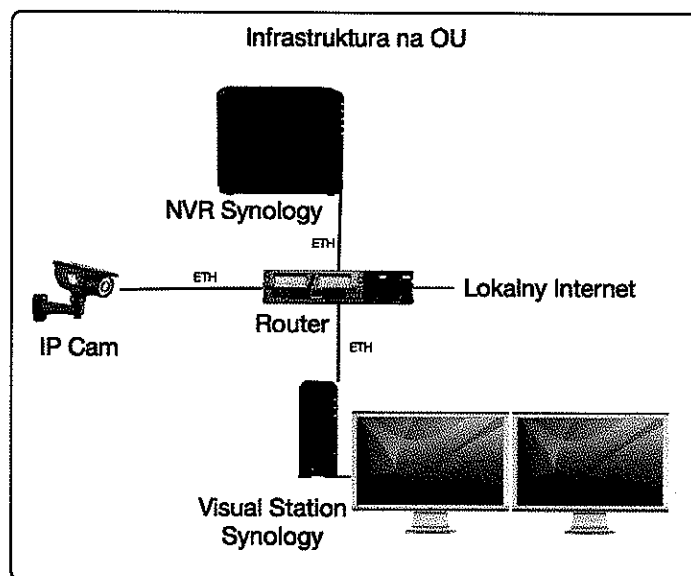 Infrastruktura na OU
NVR Synology
ETH
ETH
Lokalny Internet
Router
IP Cam
ETH
Visual Station
Synology